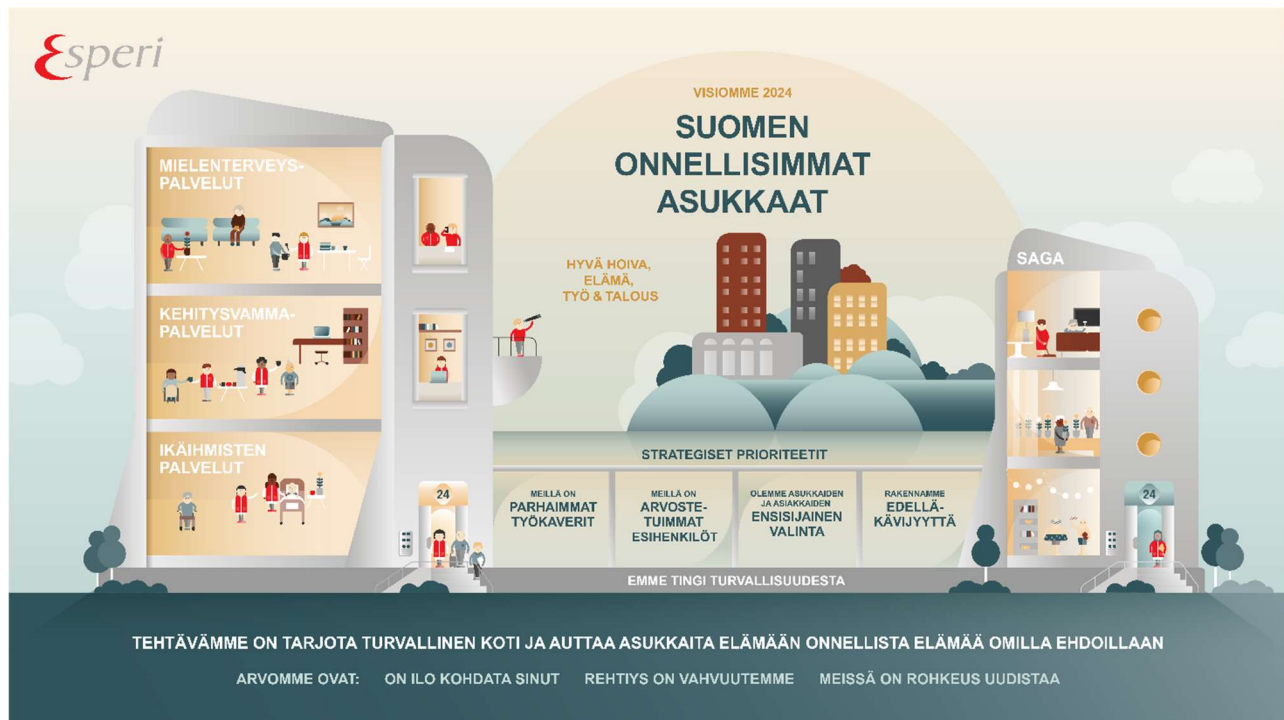 Esperi
VISIOMME 2024
SUOMEN
ONNELLISIMMAT
ASUKKAAT
HYVÄ HOIVA,
ELÄMÄ,
TYÖ & TALOUS
MIELENTERVEYS-
PALVELUT
KEHITYSVAMMA-
PALVELUT
IKÄIHMISTEN
PALVELUT
24
SAGA
24
STRATEGISET PRIORITEETIT
MEILLÄ ON
PARHAIMMAT
TYÖKAVERIT
MEILLÄ ON
ARVOSTE-
TUIMMAT
ESIHENKILÖT
OLEMME ASUKKAIDEN
JA ASIAKKAIDEN
ENSISIJAINEN
VALINTA
RAKENNAMME
EDELLÄ-
KÄVIJYYTTÄ
EMME TINGI TURVALLISUUDESTA
TEHTÄVÄMME ON TARJOTA TURVALLINEN KOTI JA AUTTAA ASUKKAITA ELÄMÄÄN ONNELLISTA ELÄMÄÄ OMILLA EHDOILLAAN
ARVOMME OVAT: ON ILO KOHDATA SINUT REHTIYS ON VAHVUUTEMME MEISSÄ ON ROHKEUS UUDISTAA